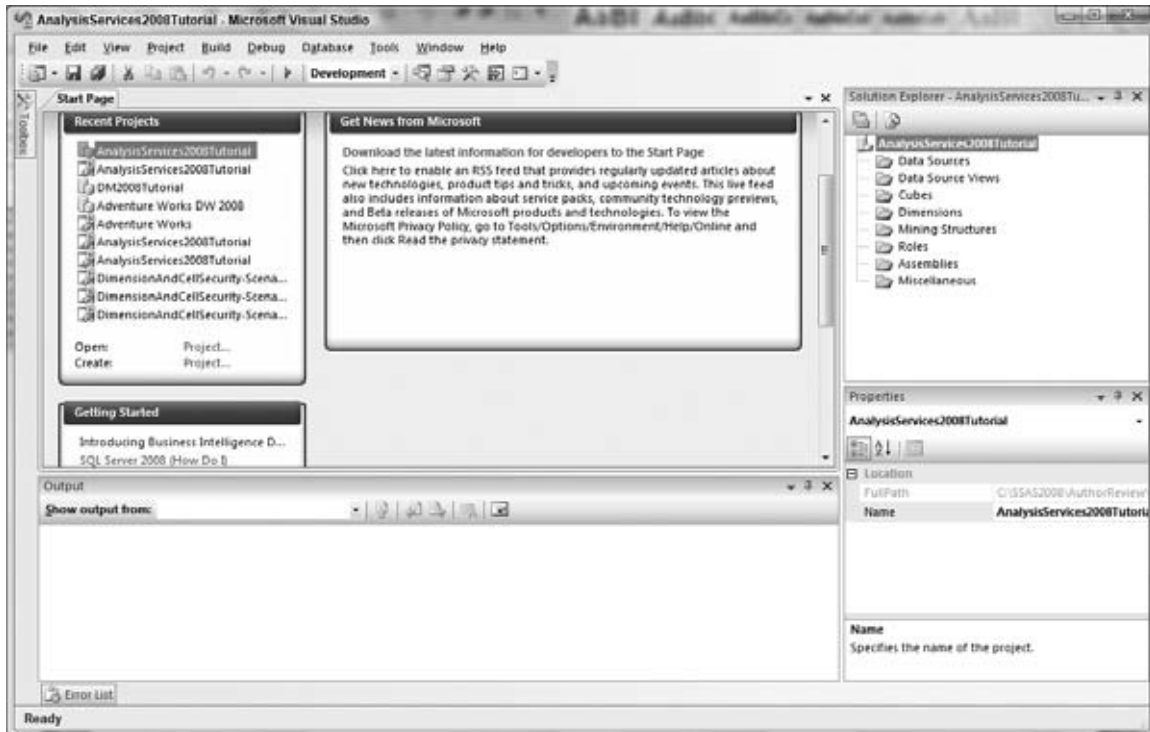 AnalysisServices2008Tutorial - Microsoft Visual Studio
File Edit View Project Build Debug Database Tools Window Help
Development
Toolbox
Start Page
Recent Projects
AnalysisServices2008Tutorial
AnalysisServices2008Tutorial
DM2008Tutorial
Adventure Works DW 2008
Adventure Works
AnalysisServices2008Tutorial
AnalysisServices2008Tutorial
DimensionAndCellSecurity-Scena...
DimensionAndCellSecurity-Scena...
DimensionAndCellSecurity-Scena...
Open: Project...
Create: Project...
Getting Started
Introducing Business Intelligence D...
SQL Server 2008 (How Do I)
Get News from Microsoft
Download the latest information for developers to the Start Page
Click here to enable an RSS feed that provides regularly updated articles about
new technologies, product tips and tricks, and upcoming events. This live feed
also includes information about service packs, community technology previews,
and Beta releases of Microsoft products and technologies. To view the
Microsoft Privacy Policy, go to Tools/Options/Environment/Help/Online and
then click Read the privacy statement.
Solution Explorer - AnalysisServices2008Tu...
AnalysisServices2008Tutorial
Data Sources
Data Source Views
Cubes
Dimensions
Mining Structures
Roles
Assemblies
Miscellaneous
Properties
AnalysisServices2008Tutorial
Location
FullPath C:\SSAS2008\AuthorReview\
Name AnalysisServices2008Tutoria
Name
Specifies the name of the project.
Output
Show output from:
Error List
Ready